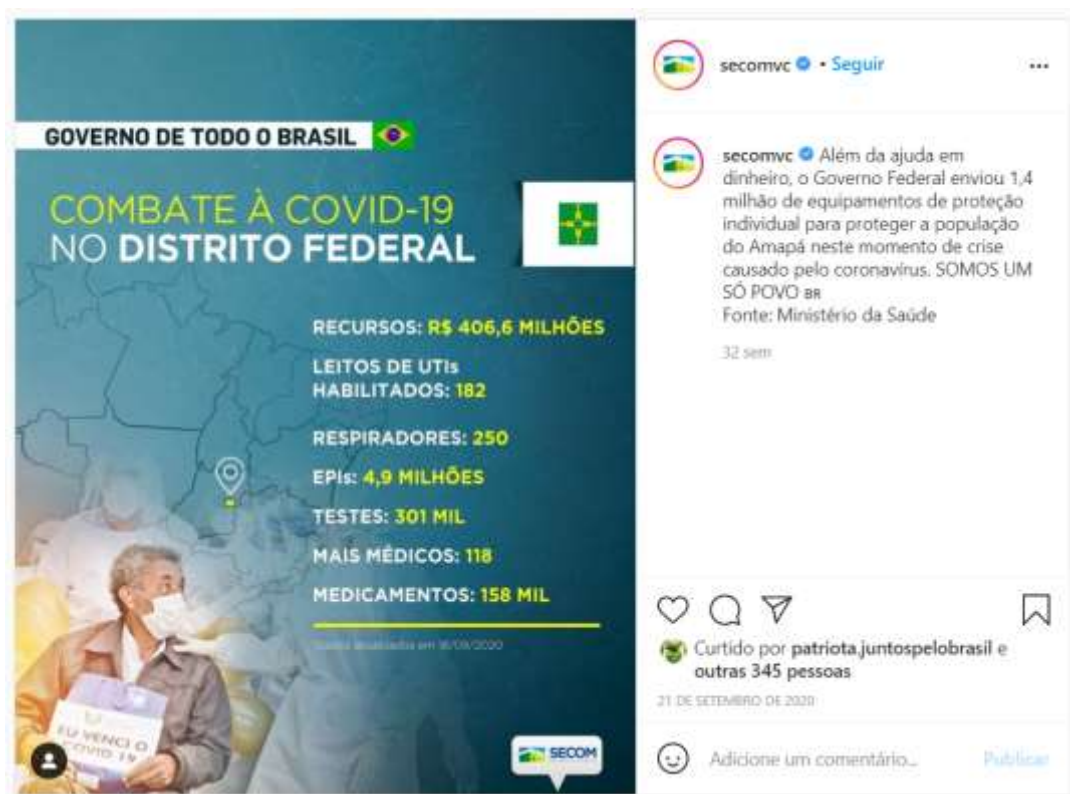 GOVERNO DE TODO O BRASIL
COMBATE À COVID-19
NO DISTRITO FEDERAL
RECURSOS: R$ 406,6 MILHÕES
LEITOS DE UTIs
HABILITADOS: 182
RESPIRADORES: 250
EPIs: 4,9 MILHÕES
TESTES: 301 MIL
MAIS MÉDICOS: 118
MEDICAMENTOS: 158 MIL
atualizados em 16/09/2020
EU VENCI O
COVID 19
SECOM
secomvc • Seguir
secomvc Além da ajuda em
dinheiro, o Governo Federal enviou 1,4
milhão de equipamentos de proteção
individual para proteger a população
do Amapá neste momento de crise
causado pelo coronavírus. SOMOS UM
SÓ POVO BR
Fonte: Ministério da Saúde
32 sem
Curtido por patriota.juntospelobrasil e
outras 345 pessoas
21 DE SETEMBRO DE 2020
Adicione um comentário...
Publicar